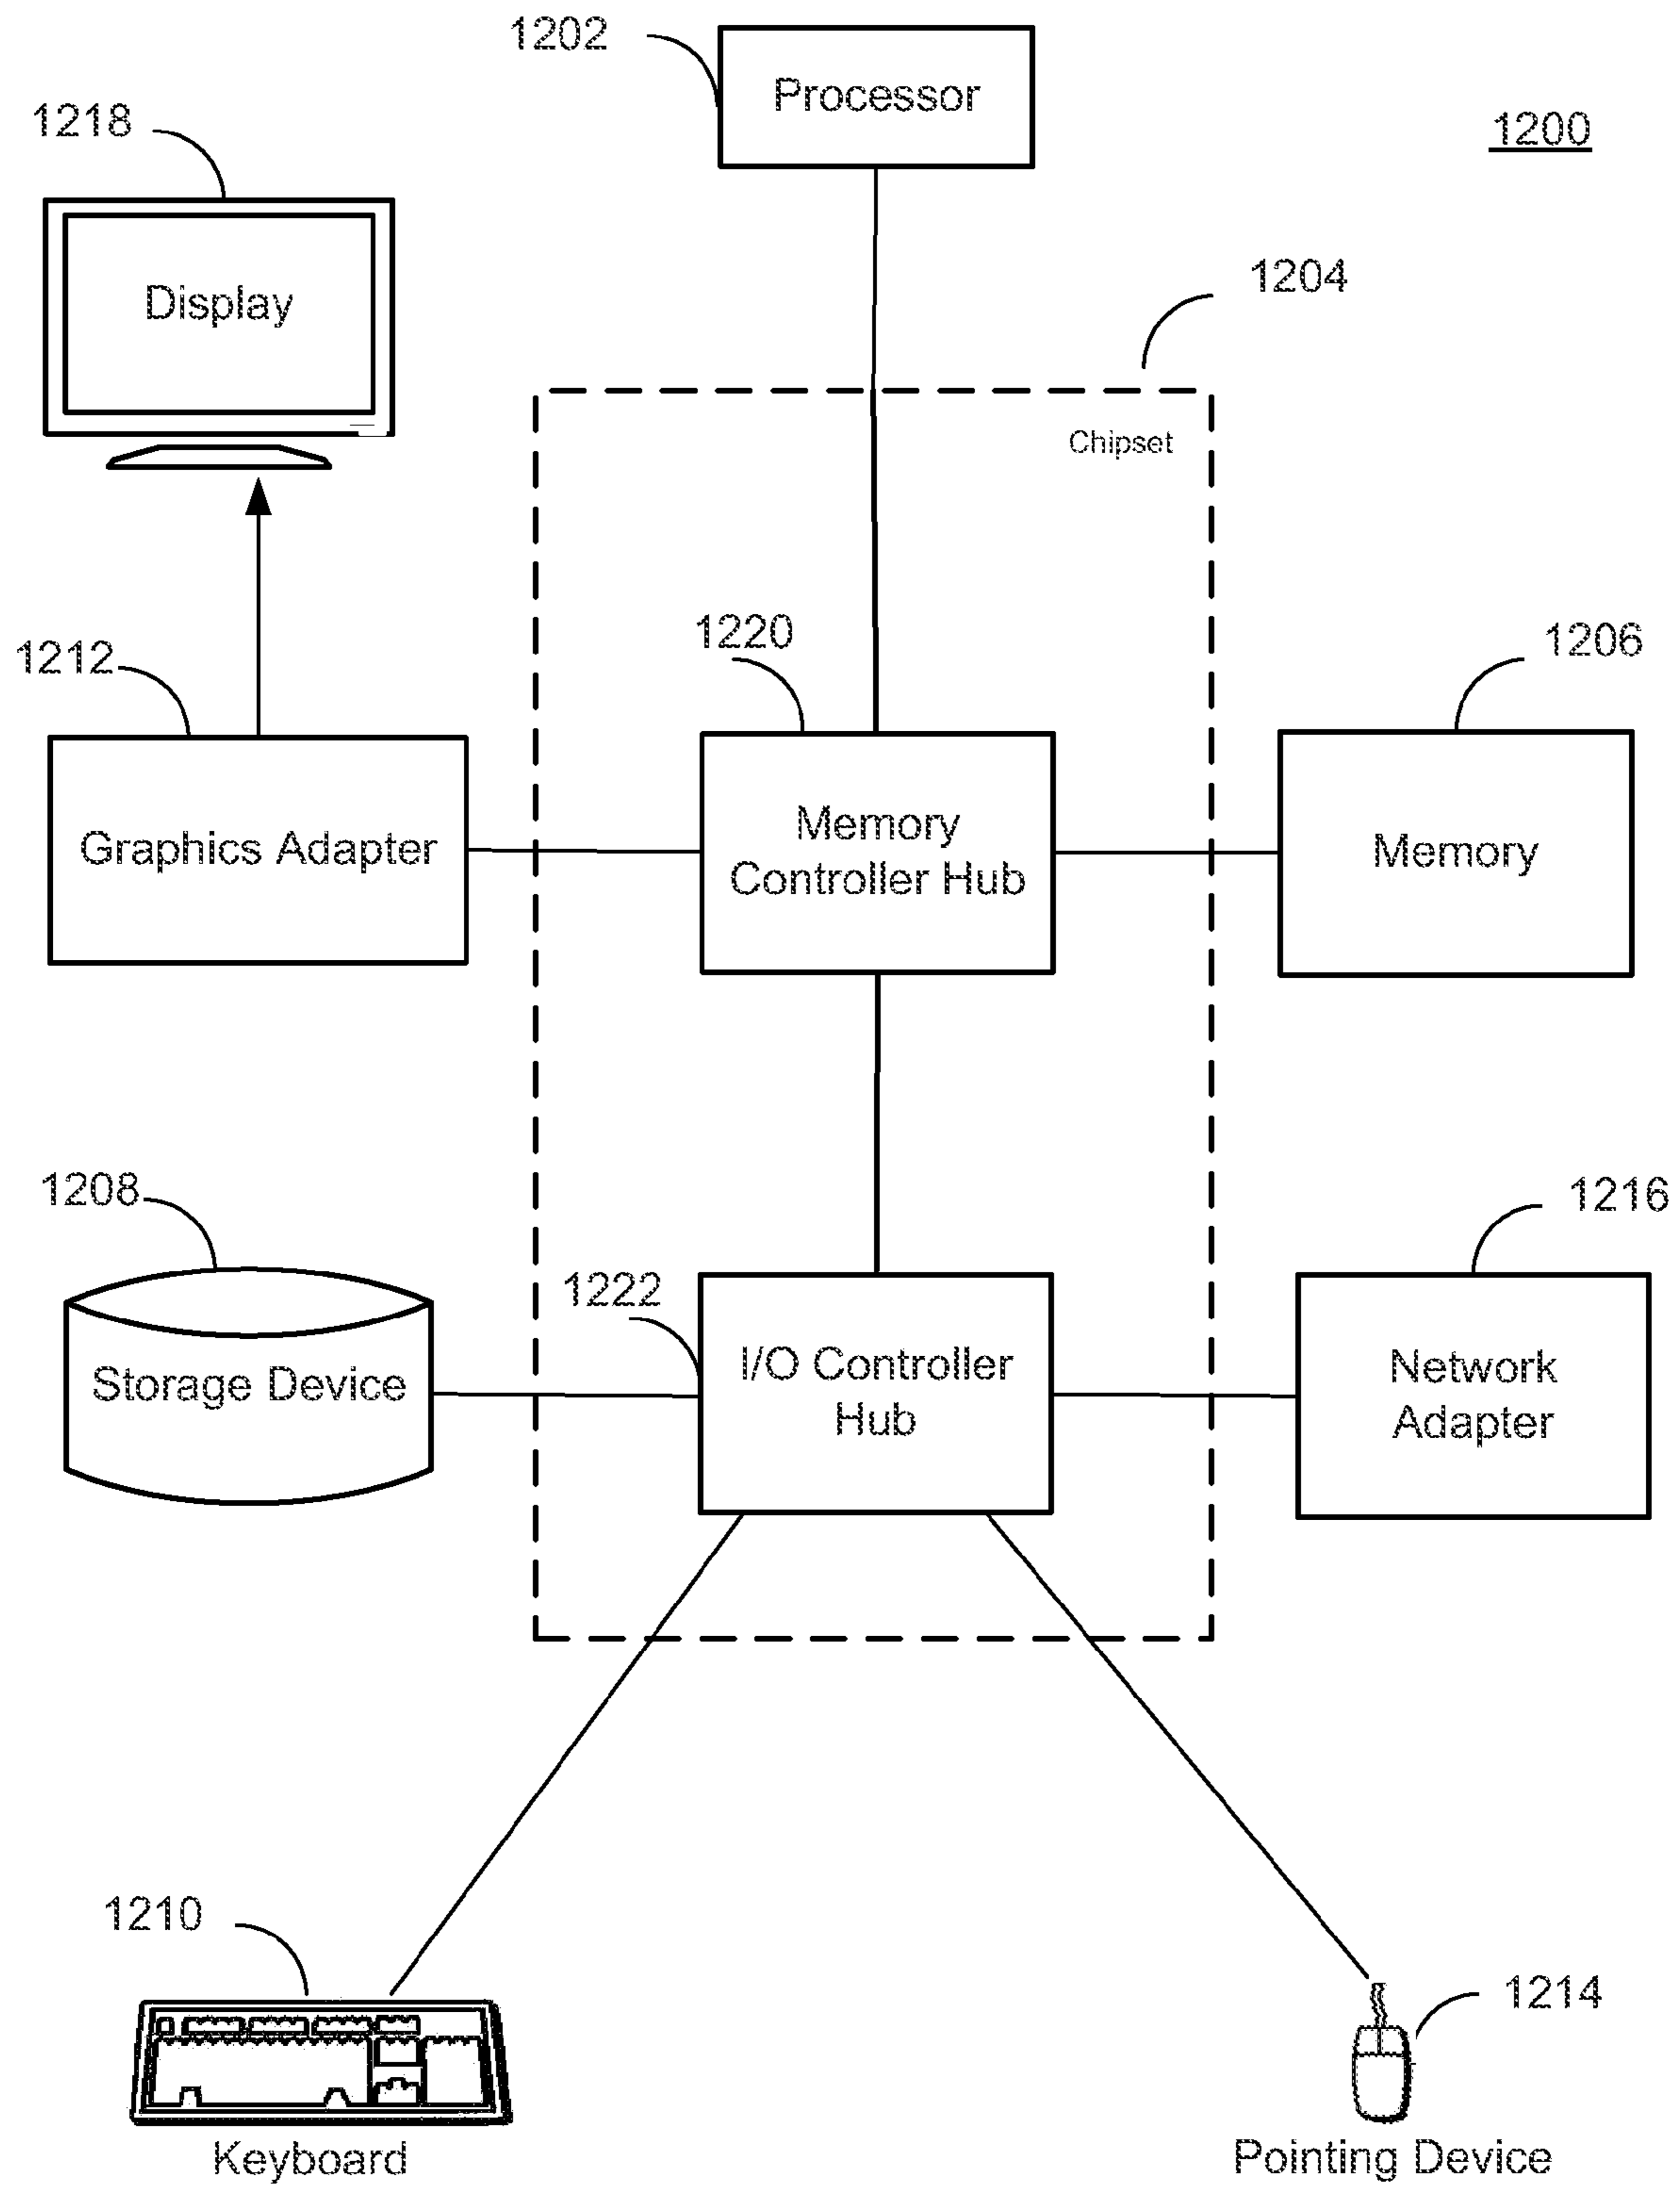 1202
Processor
1200
1218
Display
1204
Chipset
1212
Graphics Adapter
1220
Memory
Controller Hub
1206
Memory
1208
Storage Device
1222
I/O Controller
Hub
1216
Network
Adapter
1210
Keyboard
1214
Pointing Device